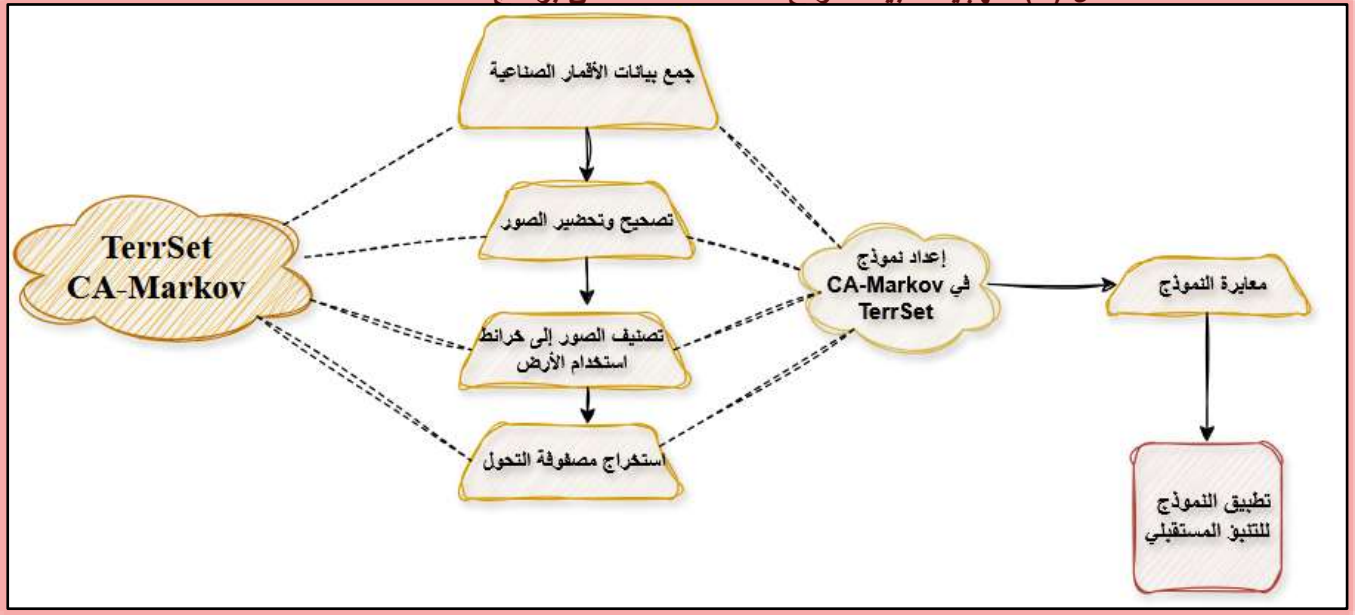 جمع بيانات الأقمار الصناعية
تصحيح وتحضير الصور
TerrSet
CA-Markov
إعداد نموذج
CA-Markov في
TerrSet
معايرة النموذج
تصنيف الصور إلى خرائط
استخدام الأرض
استخراج مصفوفة التحول
تطبيق النموذج
للتنبؤ المستقبلي